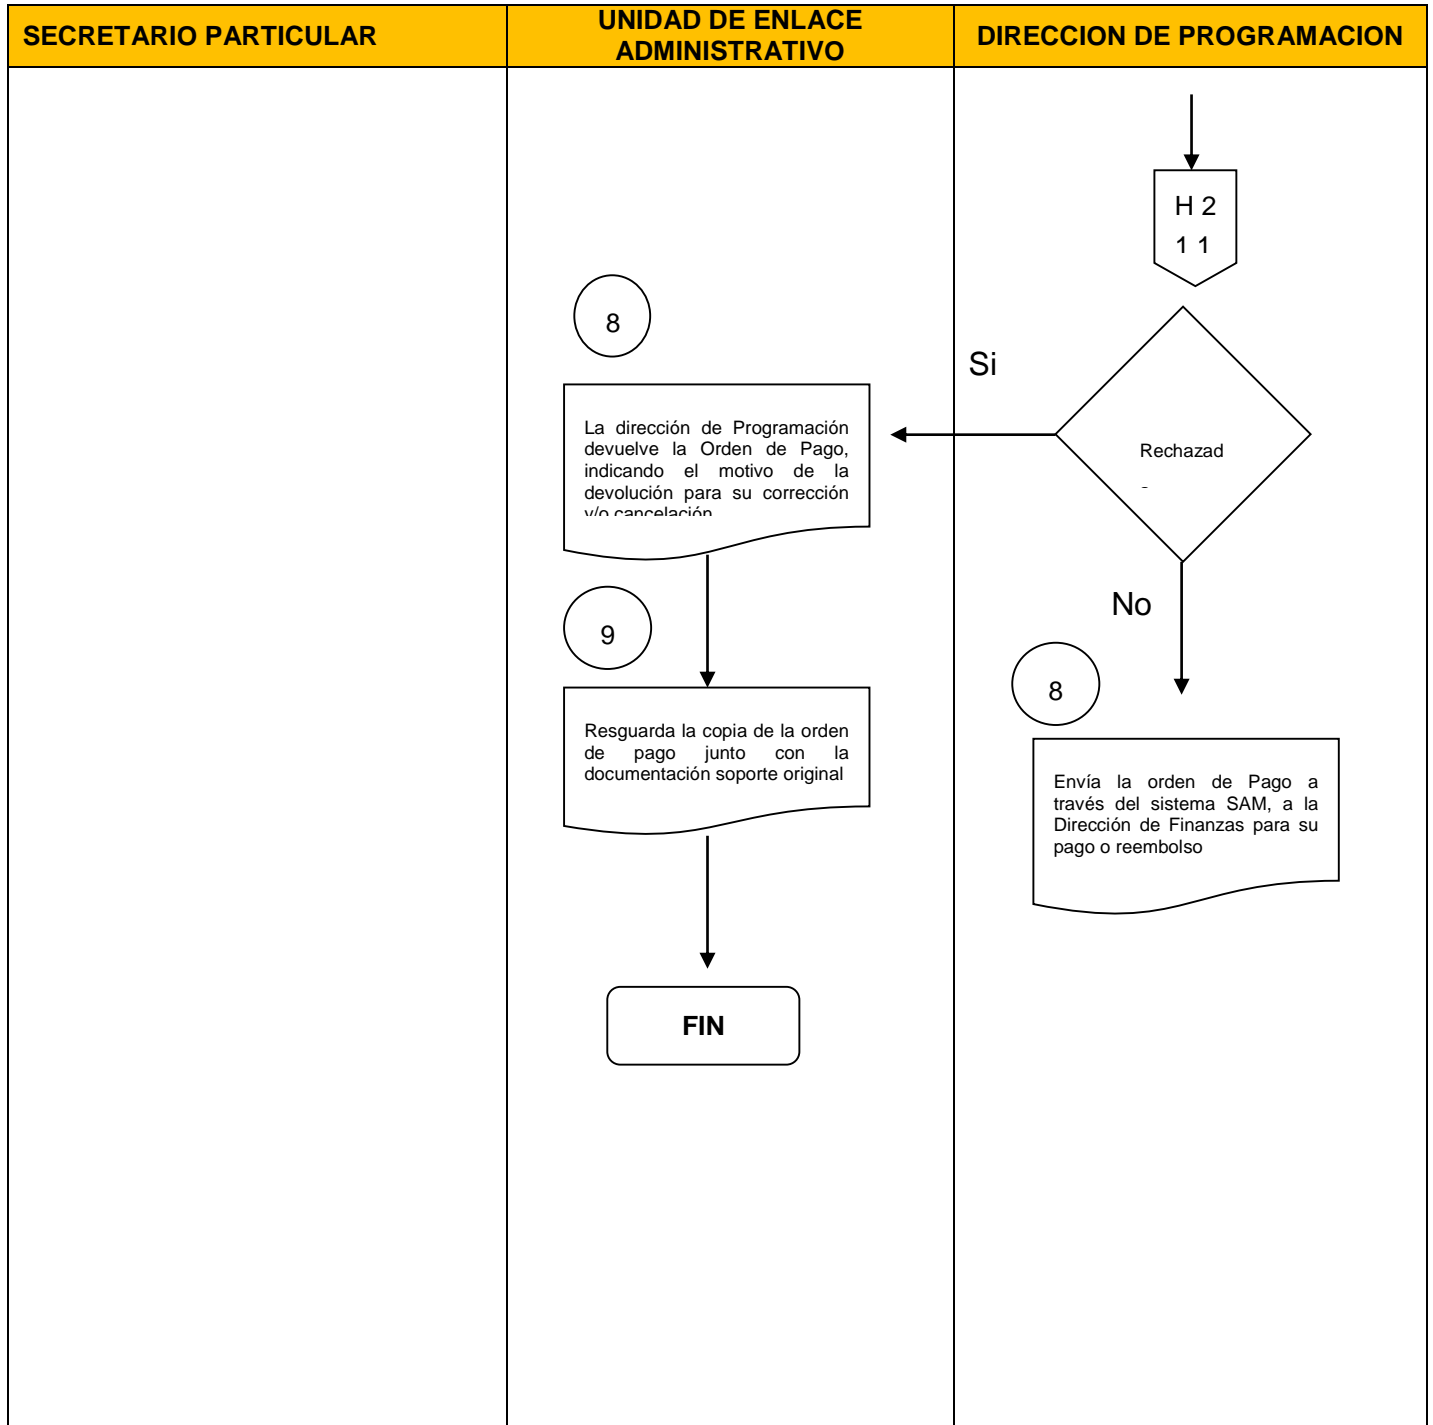 SECRETARIO PARTICULAR
UNIDAD DE ENLACE
ADMINISTRATIVO
DIRECCION DE PROGRAMACION
H 2
1 1
8
Si
La dirección de Programación
devuelve la Orden de Pago,
indicando el motivo de la
devolución para su corrección
y/o cancelación
Rechazad
No
9
8
Resguarda la copia de la orden
de pago junto con la
documentación soporte original
Envía la orden de Pago a
través del sistema SAM, a la
Dirección de Finanzas para su
pago o reembolso
FIN